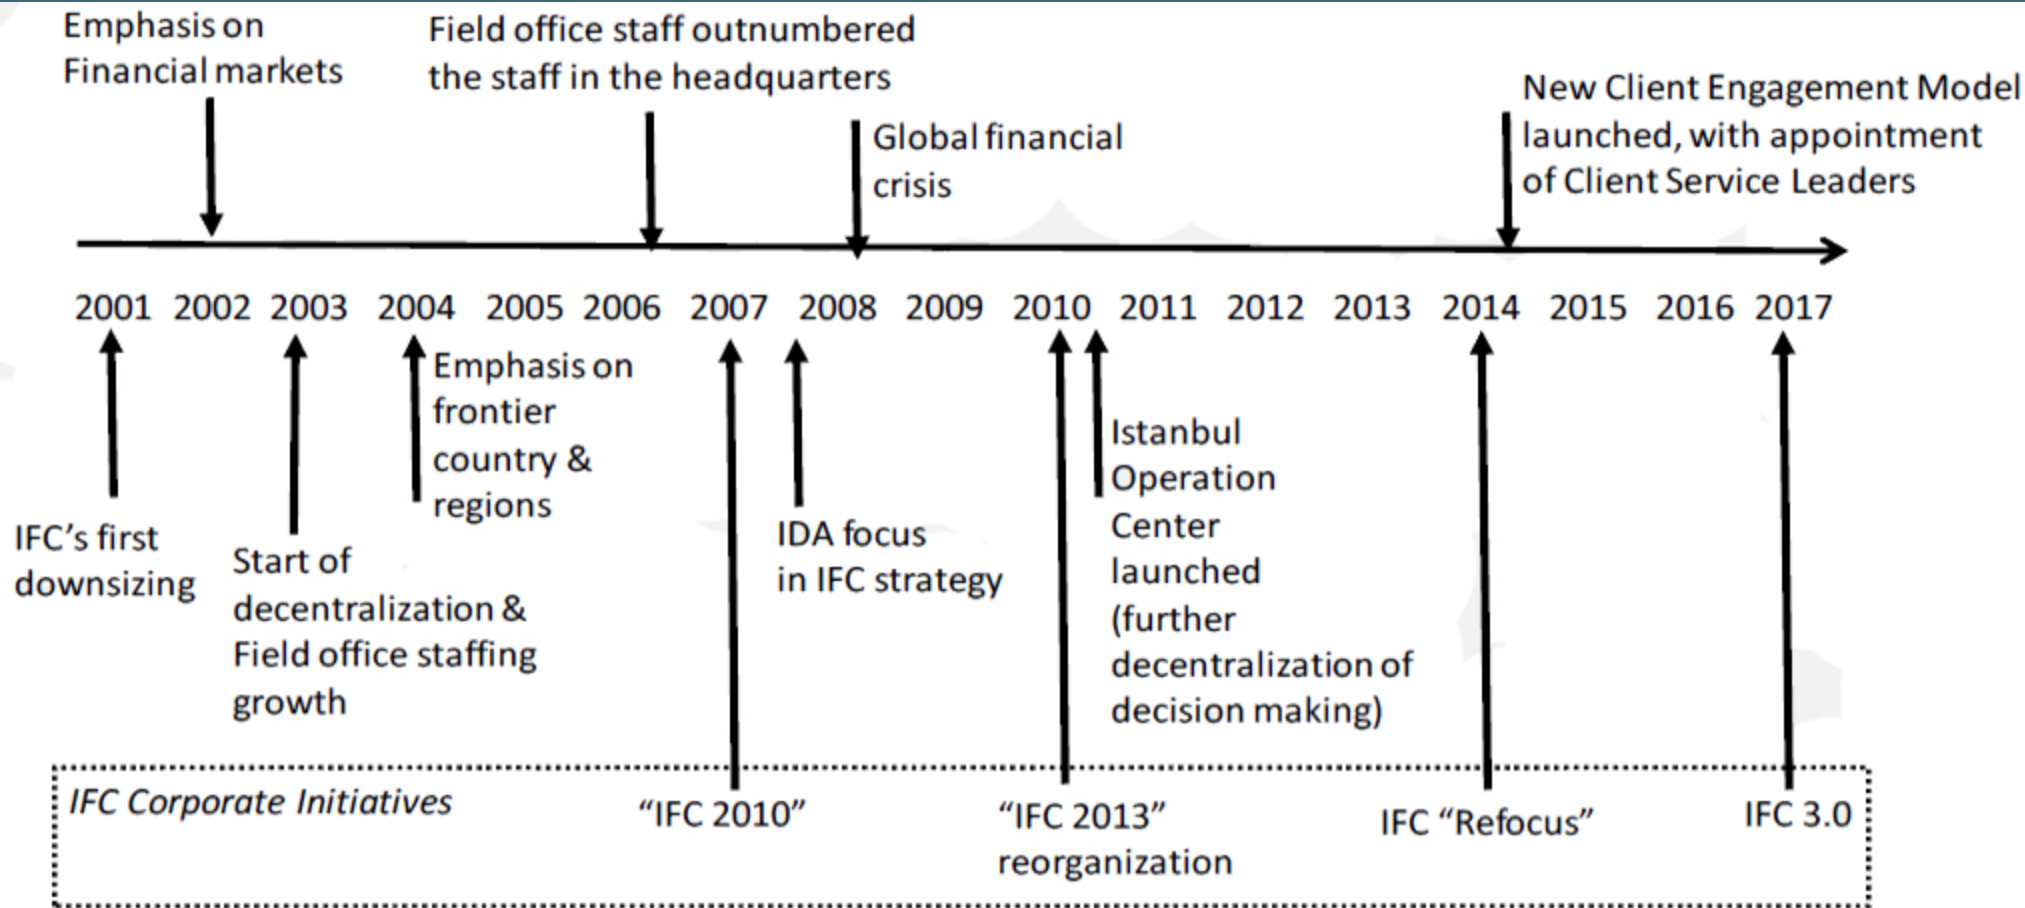 Emphasis on
Financial markets
Field office staff outnumbered
the staff in the headquarters
Global financial
crisis
New Client Engagement Model
launched, with appointment
of Client Service Leaders
2001 2002 2003 2004 2005 2006 2007 2008 2009 2010 2011 2012 2013 2014 2015 2016 2017
IFC’s first
downsizing
Start of
decentralization &
Field office staffing
growth
Emphasis on
frontier
country &
regions
IDA focus
in IFC strategy
Istanbul
Operation
Center
launched
(further
decentralization of
decision making)
IFC Corporate Initiatives
“IFC 2010”
“IFC 2013”
reorganization
IFC “Refocus”
IFC 3.0